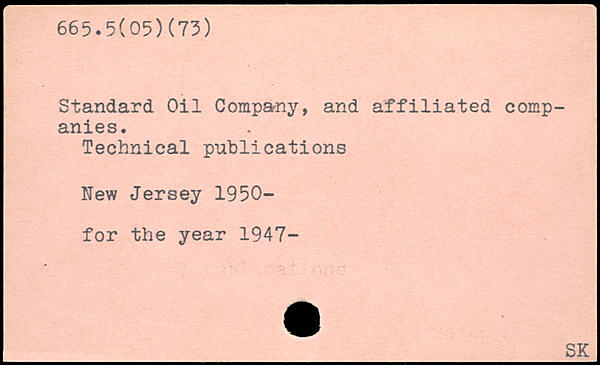 665.5(05)(73)
Standard Oil Company, and affiliated comp-
anies.
Technical publications
New Jersey 1950-
for the year 1947-
SK